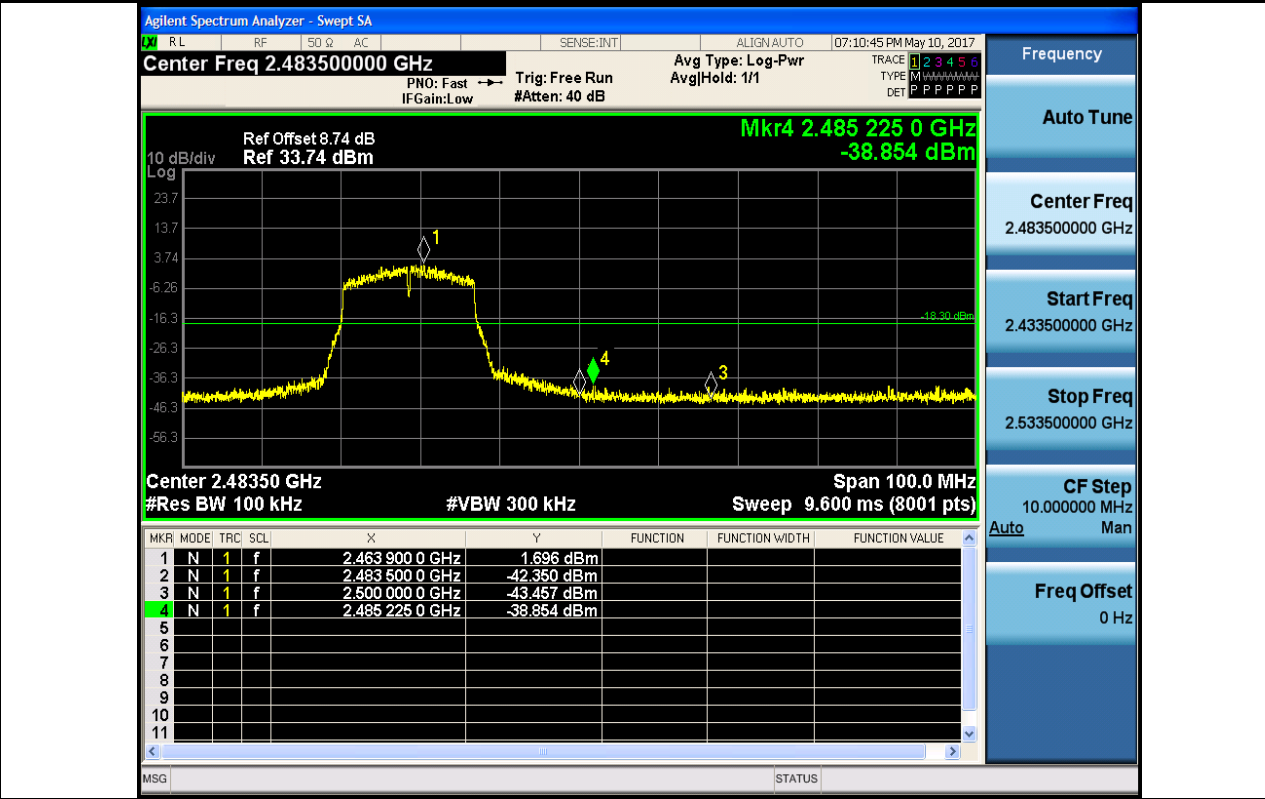 Agilent Spectrum Analyzer - Swept SA
LXI RL RF 50 Ω AC SENSE:INT ALIGNAUTO 07:10:45 PM May 10, 2017
Center Freq 2.483500000 GHz
PNO: Fast
IFGain:Low
Trig: Free Run
#Atten: 40 dB
Avg Type: Log-Pwr
Avg|Hold: 1/1
TRACE 1 2 3 4 5 6
TYPE M WWWWW
DET P P P P P P
Ref Offset 8.74 dB
Ref 33.74 dBm
10 dB/div
Log
Mkr4 2.485 225 0 GHz
-38.854 dBm
23.7
13.7
3.74
-6.26
-16.3
-26.3
-36.3
-46.3
-56.3
1
4
3
-18.30 dBm
Center 2.48350 GHz Span 100.0 MHz
#Res BW 100 kHz #VBW 300 kHz Sweep 9.600 ms (8001 pts)
MKR MODE TRC SCL X Y FUNCTION FUNCTION WIDTH FUNCTION VALUE
1 N 1 f 2.463 900 0 GHz 1.696 dBm
2 N 1 f 2.483 500 0 GHz -42.350 dBm
3 N 1 f 2.500 000 0 GHz -43.457 dBm
4 N 1 f 2.485 225 0 GHz -38.854 dBm
5
6
7
8
9
10
11
MSG STATUS
Frequency
Auto Tune
Center Freq
2.483500000 GHz
Start Freq
2.433500000 GHz
Stop Freq
2.533500000 GHz
CF Step
10.000000 MHz
Auto Man
Freq Offset
0 Hz